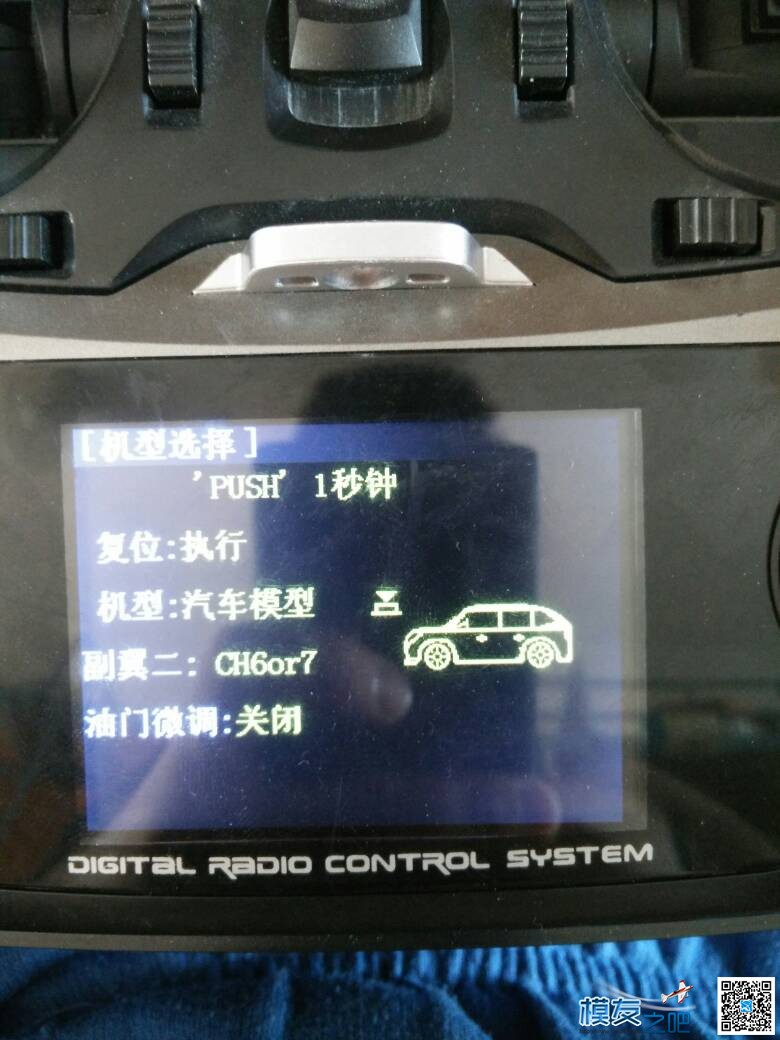 [机型选择]
'PUSH' 1秒钟
复位:执行
机型:汽车模型
副翼二: CH6or7
油门微调:关闭
DIGITAL RADIO CONTROL SYSTEM
模友之吧